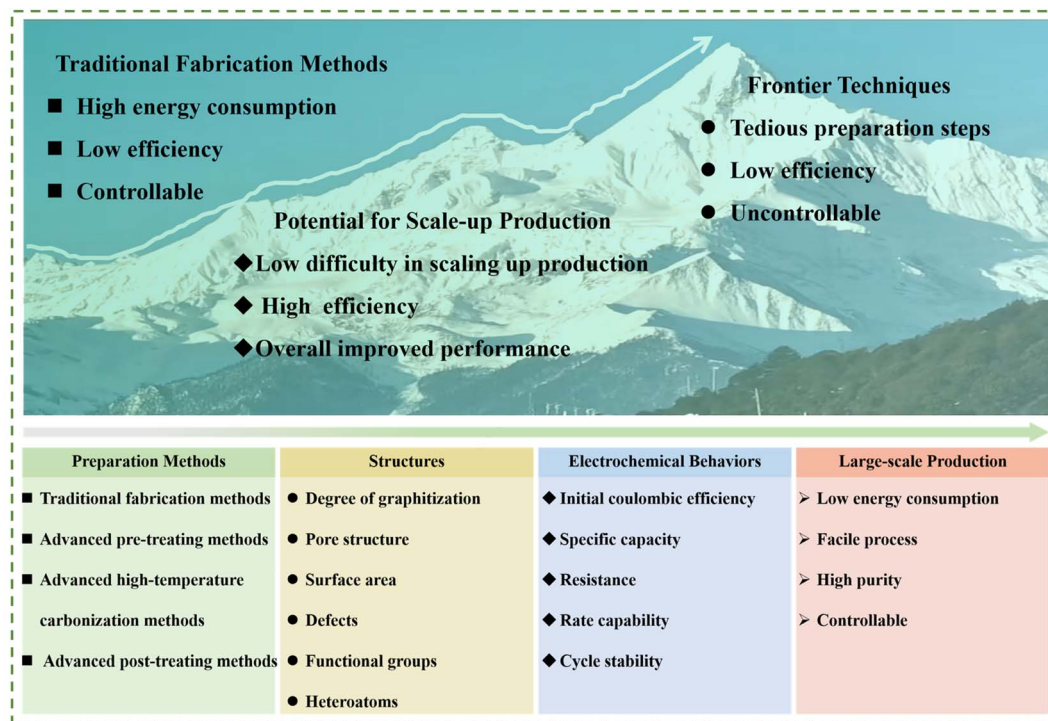 Traditional Fabrication Methods
■ High energy consumption
■ Low efficiency
■ Controllable
Frontier Techniques
● Tedious preparation steps
● Low efficiency
● Uncontrollable
Potential for Scale-up Production
◆Low difficulty in scaling up production
◆ High efficiency
◆Overall improved performance
Preparation Methods
■ Traditional fabrication methods
■ Advanced pre-treating methods
■ Advanced high-temperature
carbonization methods
■ Advanced post-treating methods
Structures
● Degree of graphitization
● Pore structure
● Surface area
● Defects
● Functional groups
● Heteroatoms
Electrochemical Behaviors
◆ Initial coulombic efficiency
◆ Specific capacity
◆ Resistance
◆ Rate capability
◆ Cycle stability
Large-scale Production
➢ Low energy consumption
➢ Facile process
➢ High purity
➢ Controllable